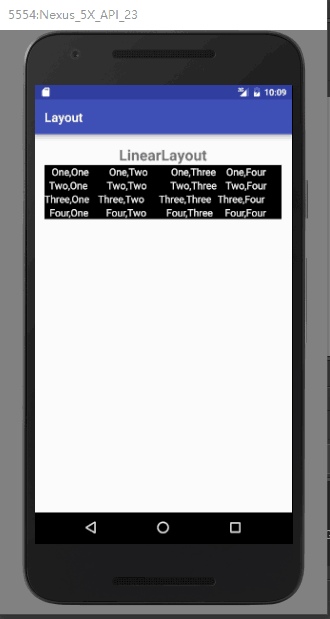 5554:Nexus_5X_API_23
10:09
Layout
LinearLayout
One,One One,Two One,Three One,Four
Two,One Two,Two Two,Three Two,Four
Three,One Three,Two Three,Three Three,Four
Four,One Four,Two Four,Three Four,Four